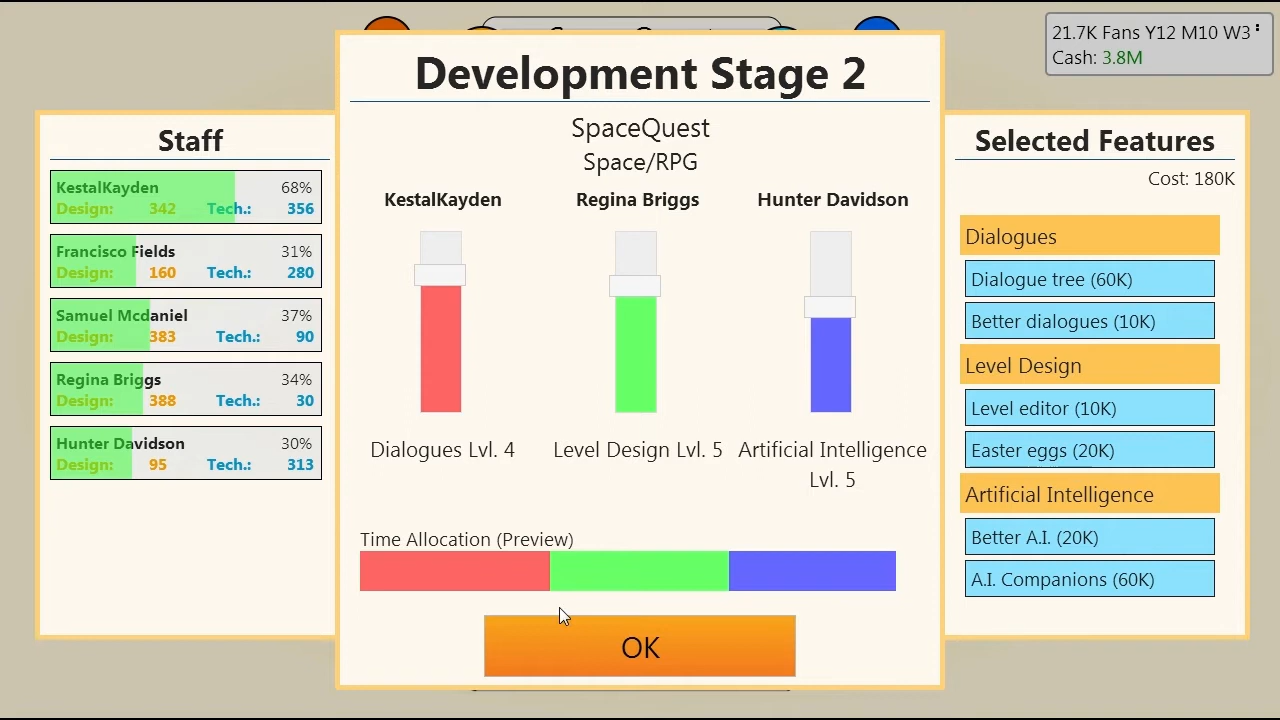 21.7K Fans Y12 M10 W3
Cash: 3.8M
Development Stage 2
SpaceQuest
Space/RPG
KestalKayden
Regina Briggs
Hunter Davidson
Dialogues Lvl. 4
Level Design Lvl. 5
Artificial Intelligence
Lvl. 5
Time Allocation (Preview)
OK
Staff
KestalKayden 68%
Design: 342 Tech.: 356
Francisco Fields 31%
Design: 160 Tech.: 280
Samuel Mcdaniel 37%
Design: 383 Tech.: 90
Regina Briggs 34%
Design: 388 Tech.: 30
Hunter Davidson 30%
Design: 95 Tech.: 313
Selected Features
Cost: 180K
Dialogues
Dialogue tree (60K)
Better dialogues (10K)
Level Design
Level editor (10K)
Easter eggs (20K)
Artificial Intelligence
Better A.I. (20K)
A.I. Companions (60K)